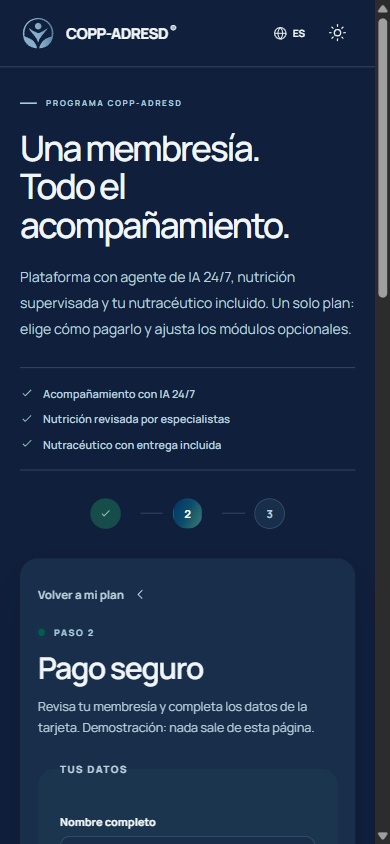 COPP-ADRESD®
ES
PROGRAMA COPP-ADRESD
Una membresía.
Todo el
acompañamiento.
Plataforma con agente de IA 24/7, nutrición
supervisada y tu nutracéutico incluido. Un solo plan:
elige cómo pagarlo y ajusta los módulos opcionales.
Acompañamiento con IA 24/7
Nutrición revisada por especialistas
Nutracéutico con entrega incluida
2
3
Volver a mi plan
PASO 2
Pago seguro
Revisa tu membresía y completa los datos de la
tarjeta. Demostración: nada sale de esta página.
TUS DATOS
Nombre completo